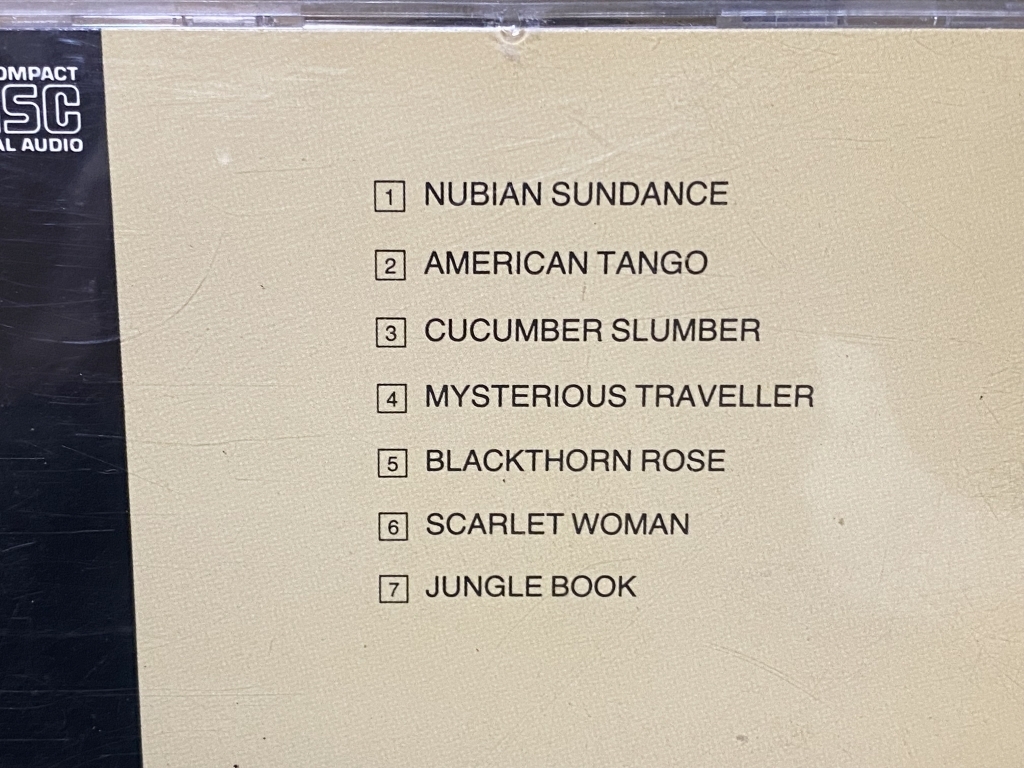 OMPACT
ISC
AL AUDIO
1 NUBIAN SUNDANCE
2 AMERICAN TANGO
3 CUCUMBER SLUMBER
4 MYSTERIOUS TRAVELLER
5 BLACKTHORN ROSE
6 SCARLET WOMAN
7 JUNGLE BOOK